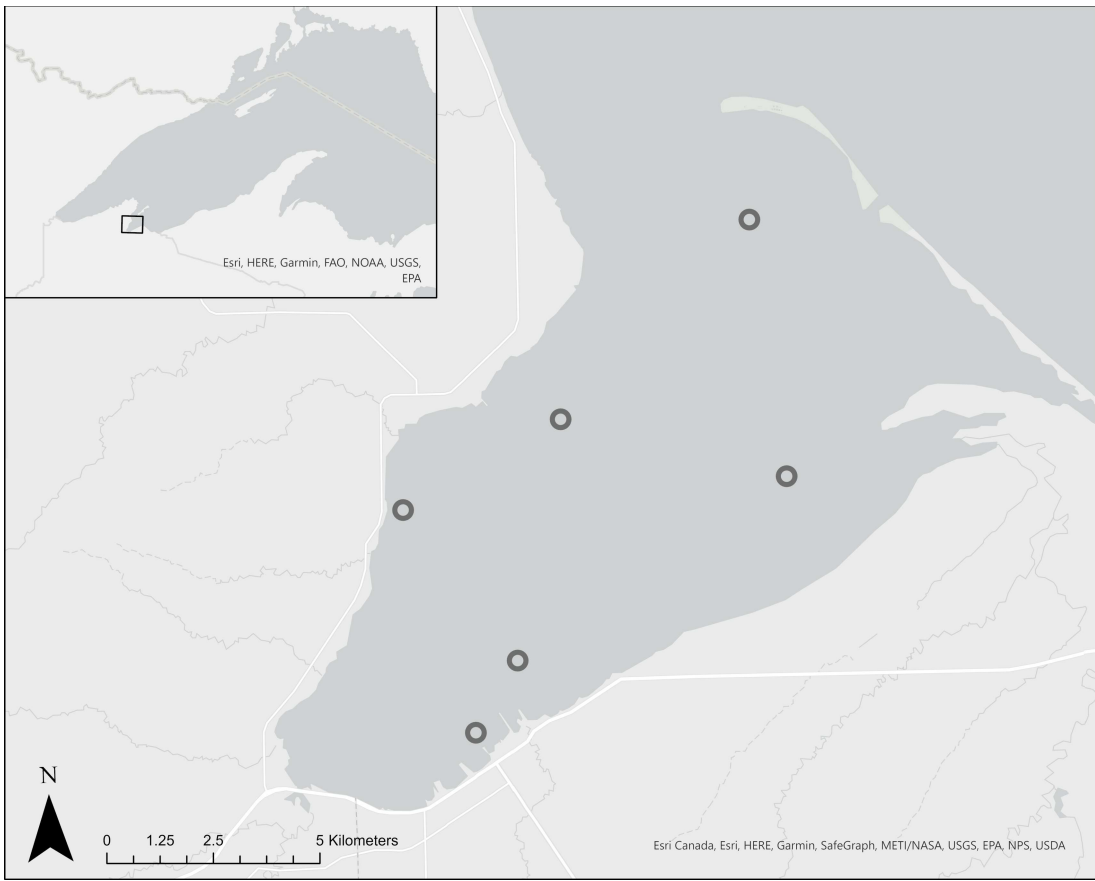 Esri, HERE, Garmin, FAO, NOAA, USGS,
EPA
N
0 1.25 2.5 5 Kilometers
Esri Canada, Esri, HERE, Garmin, SafeGraph, METI/NASA, USGS, EPA, NPS, USDA